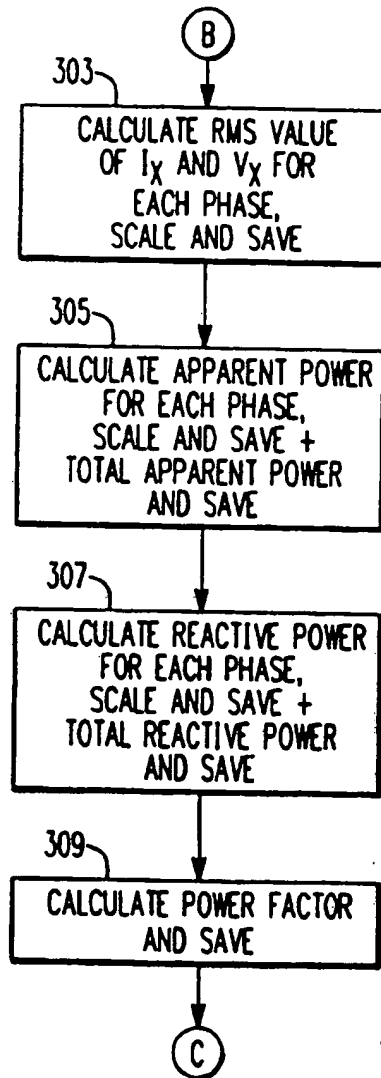 B
303
CALCULATE RMS VALUE
OF IX AND VX FOR
EACH PHASE,
SCALE AND SAVE
305
CALCULATE APPARENT POWER
FOR EACH PHASE,
SCALE AND SAVE +
TOTAL APPARENT POWER
AND SAVE
307
CALCULATE REACTIVE POWER
FOR EACH PHASE,
SCALE AND SAVE +
TOTAL REACTIVE POWER
AND SAVE
309
CALCULATE POWER FACTOR
AND SAVE
C